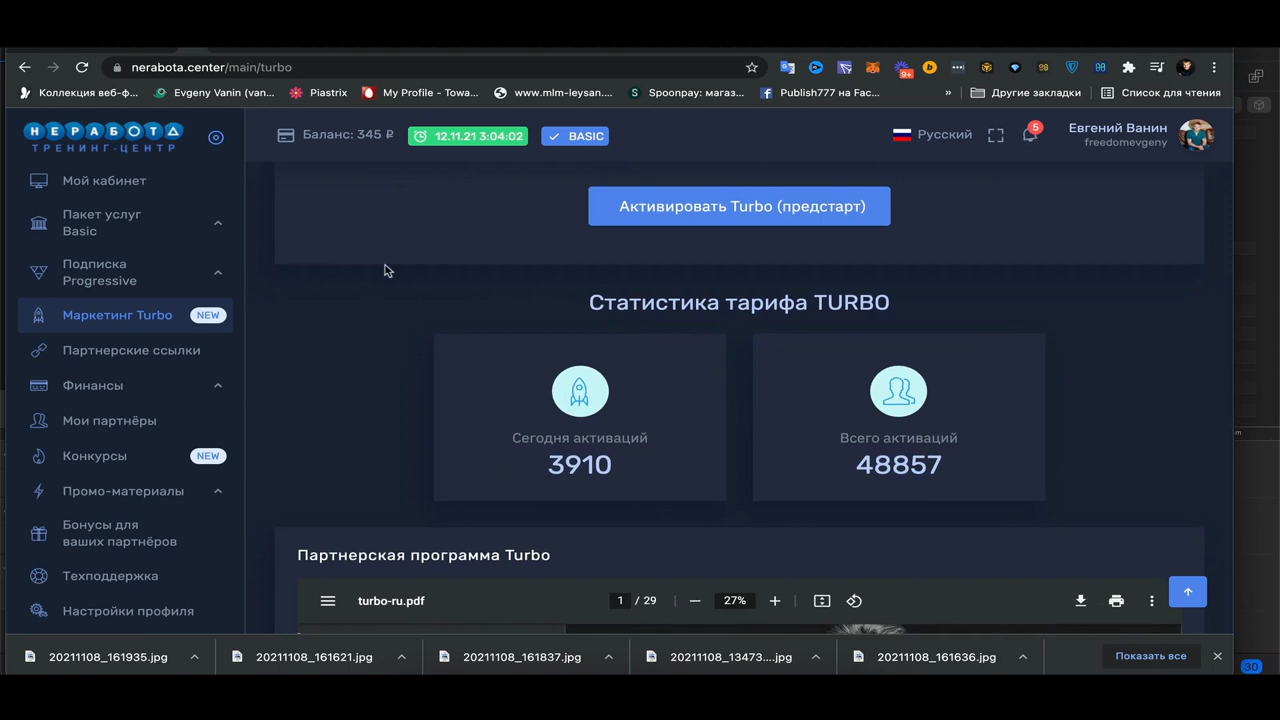 nerabota.center/main/turbo
9+
Коллекция веб-ф...
Evgeny Vanin (van...
Piastrix
My Profile - Towa...
www.mlm-leysan...
Spoonpay: магаз...
Publish777 на Fac...
»
Другие закладки
Список для чтения
НЕРАБОТА
ТРЕНИНГ-ЦЕНТР
Баланс: 345 ₽
12.11.21 3:04:02
BASIC
Русский
5
Евгений Ванин
freedomevgeny
Мой кабинет
Пакет услуг
Basic
Подписка
Progressive
Маркетинг Turbo
NEW
Партнерские ссылки
Финансы
Мои партнёры
Конкурсы
NEW
Промо-материалы
Бонусы для
ваших партнёров
Техподдержка
Настройки профиля
Активировать Turbo (предстарт)
Статистика тарифа TURBO
Сегодня активаций
3910
Всего активаций
48857
Партнерская программа Turbo
turbo-ru.pdf
1 / 29
27%
20211108_161935.jpg
20211108_161621.jpg
20211108_161837.jpg
20211108_13473....jpg
20211108_161636.jpg
Показать все
30